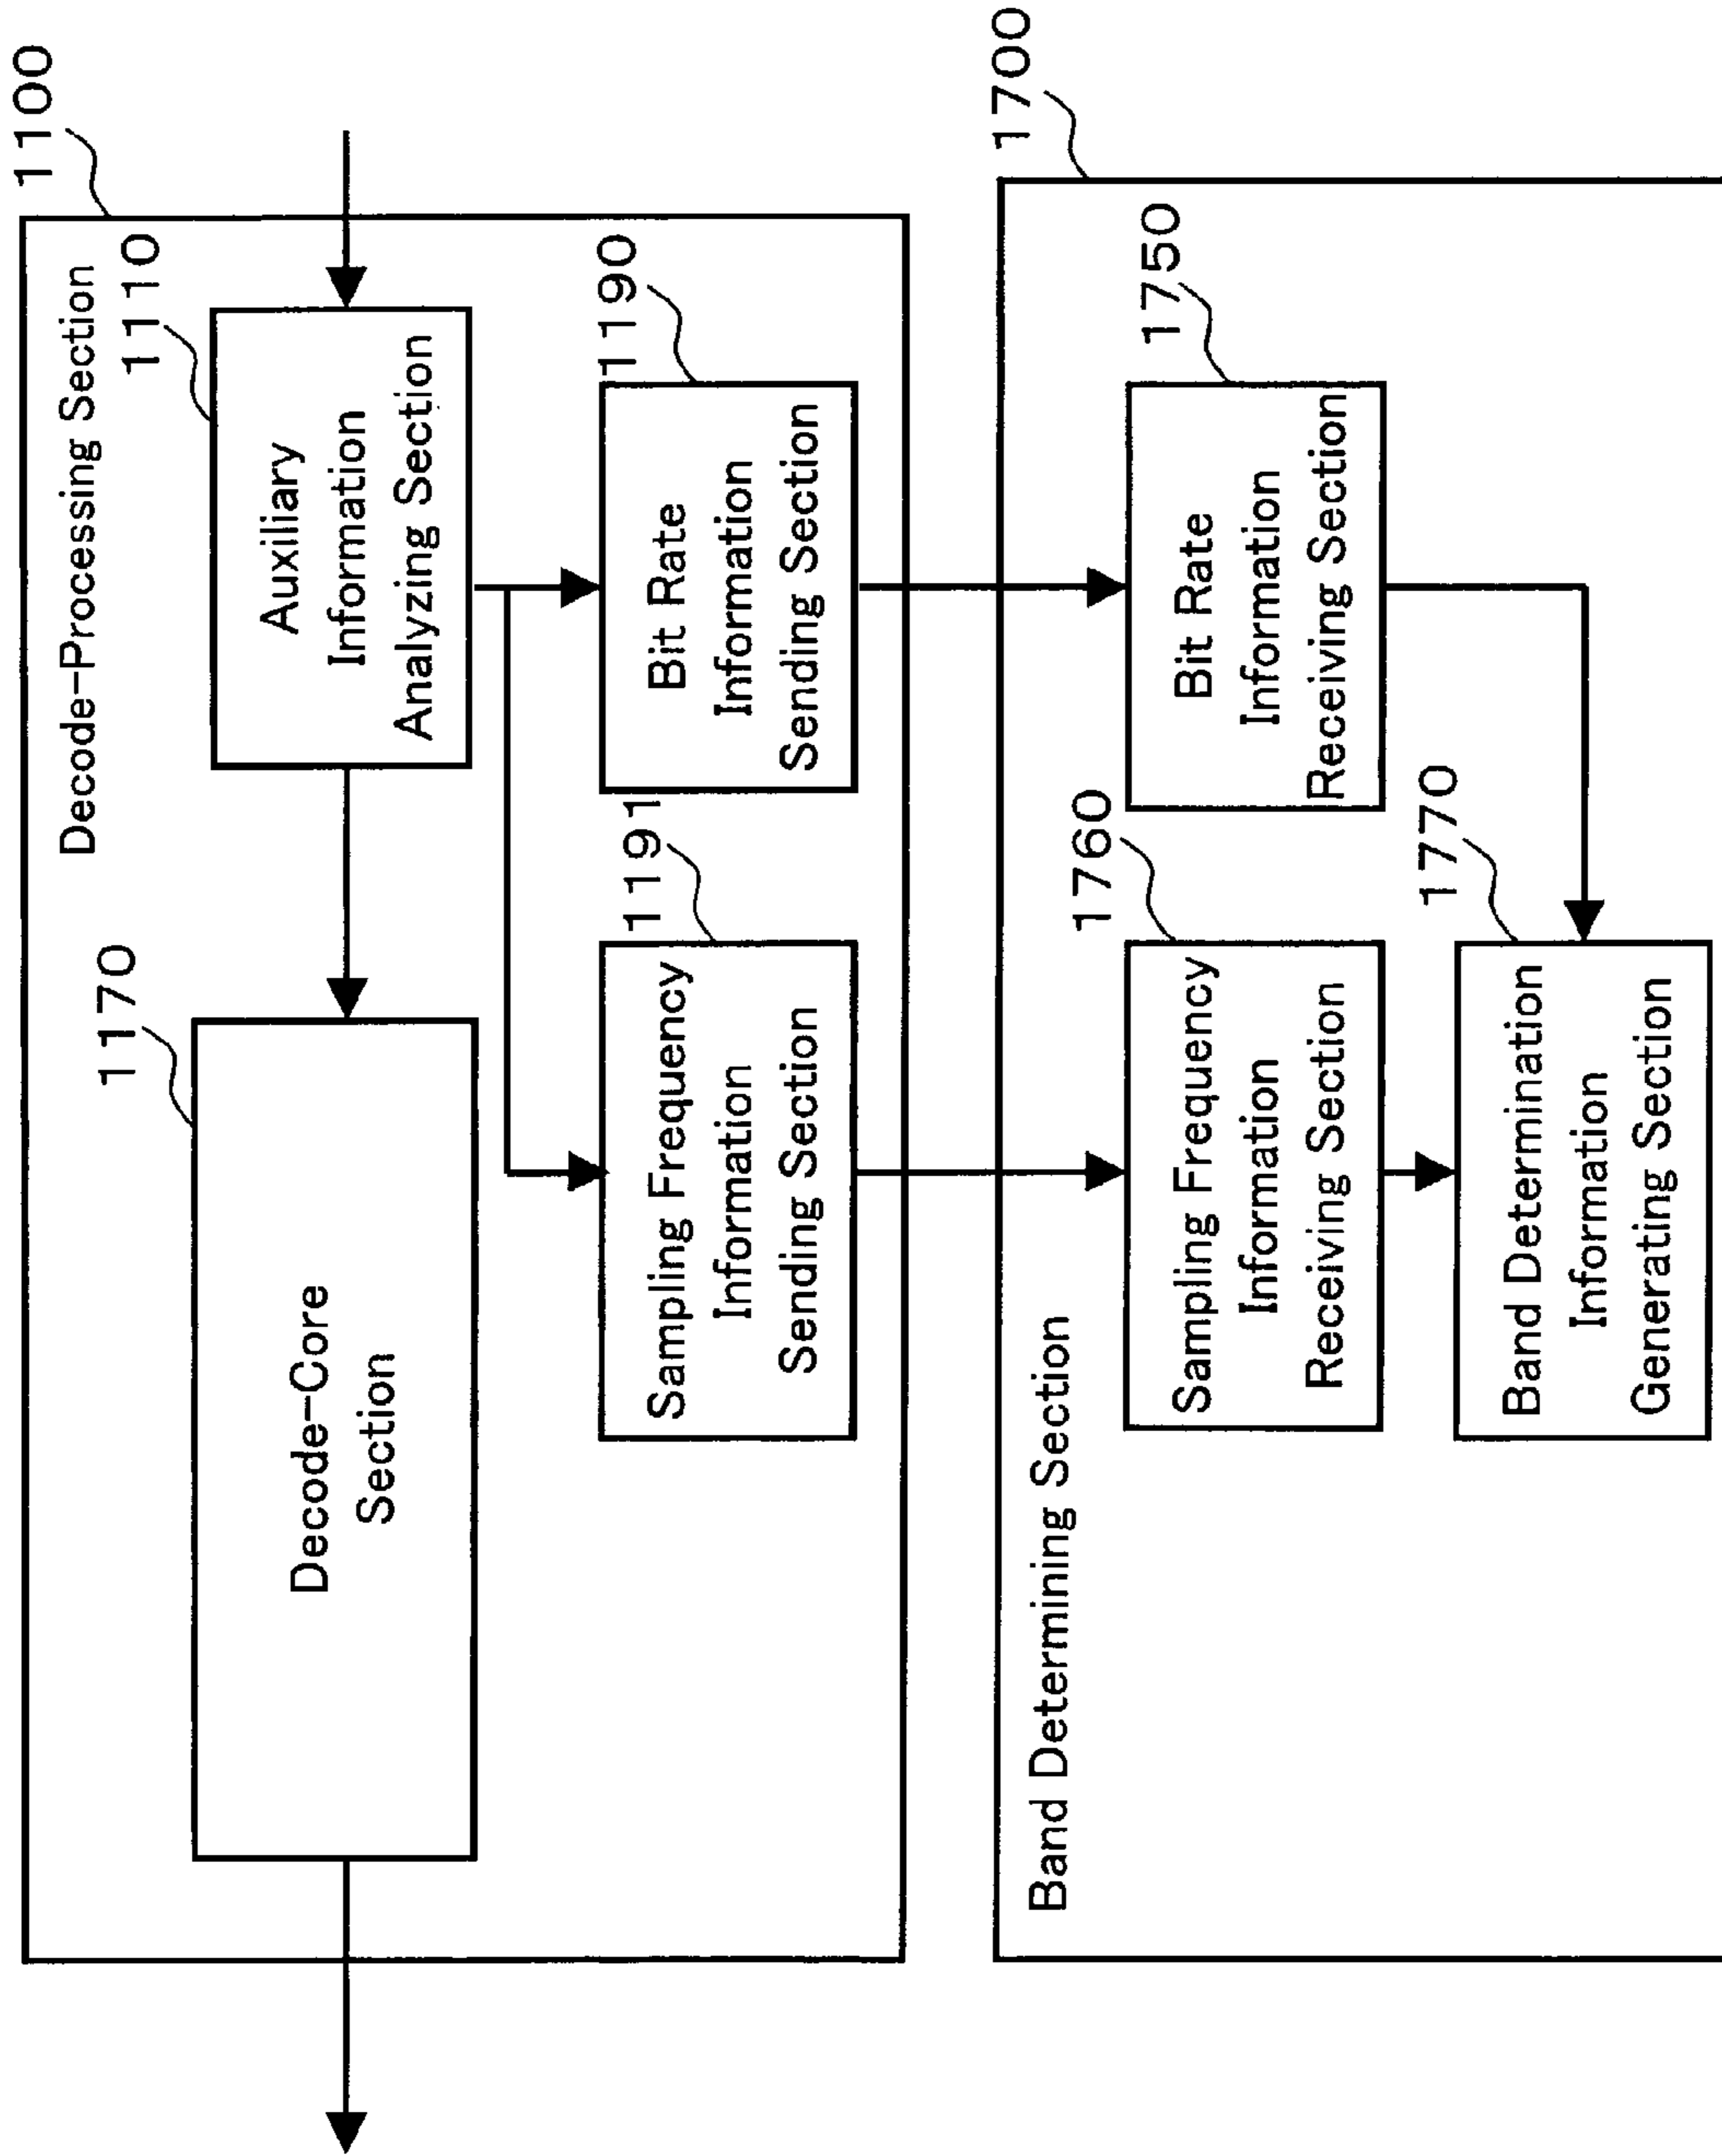 1100
Decode-Processing Section
1170
1110
Decode-Core
Section
Auxiliary
Information
Analyzing Section
1191
1190
Sampling Frequency
Information
Sending Section
Bit Rate
Information
Sending Section
1700
Band Determining Section
1760
1750
Sampling Frequency
Information
Receiving Section
Bit Rate
Information
Receiving Section
1770
Band Determination
Information
Generating Section